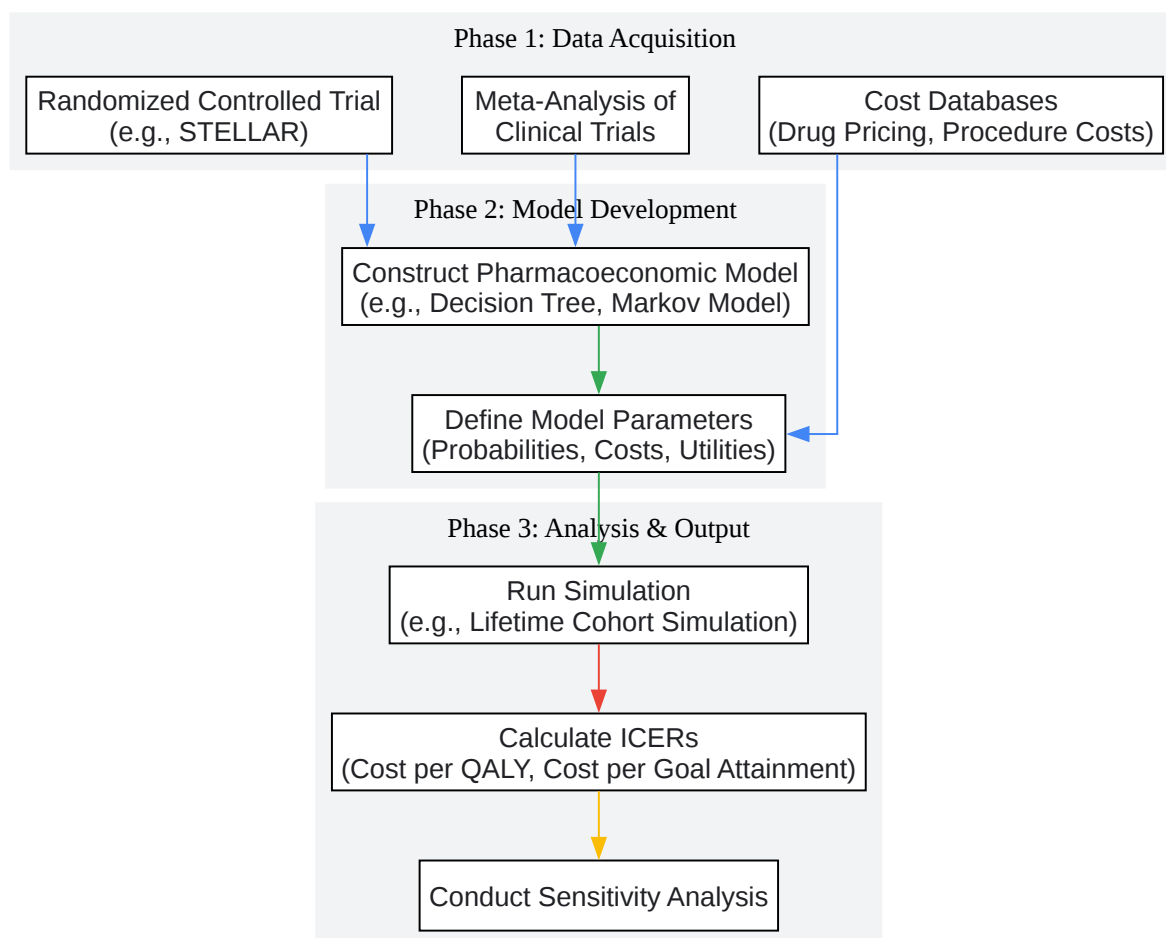 Phase 1: Data Acquisition
Randomized Controlled Trial
(e.g., STELLAR)
Meta-Analysis of
Clinical Trials
Cost Databases
(Drug Pricing, Procedure Costs)
Phase 2: Model Development
Construct Pharmacoeconomic Model
(e.g., Decision Tree, Markov Model)
Define Model Parameters
(Probabilities, Costs, Utilities)
Phase 3: Analysis & Output
Run Simulation
(e.g., Lifetime Cohort Simulation)
Calculate ICERs
(Cost per QALY, Cost per Goal Attainment)
Conduct Sensitivity Analysis